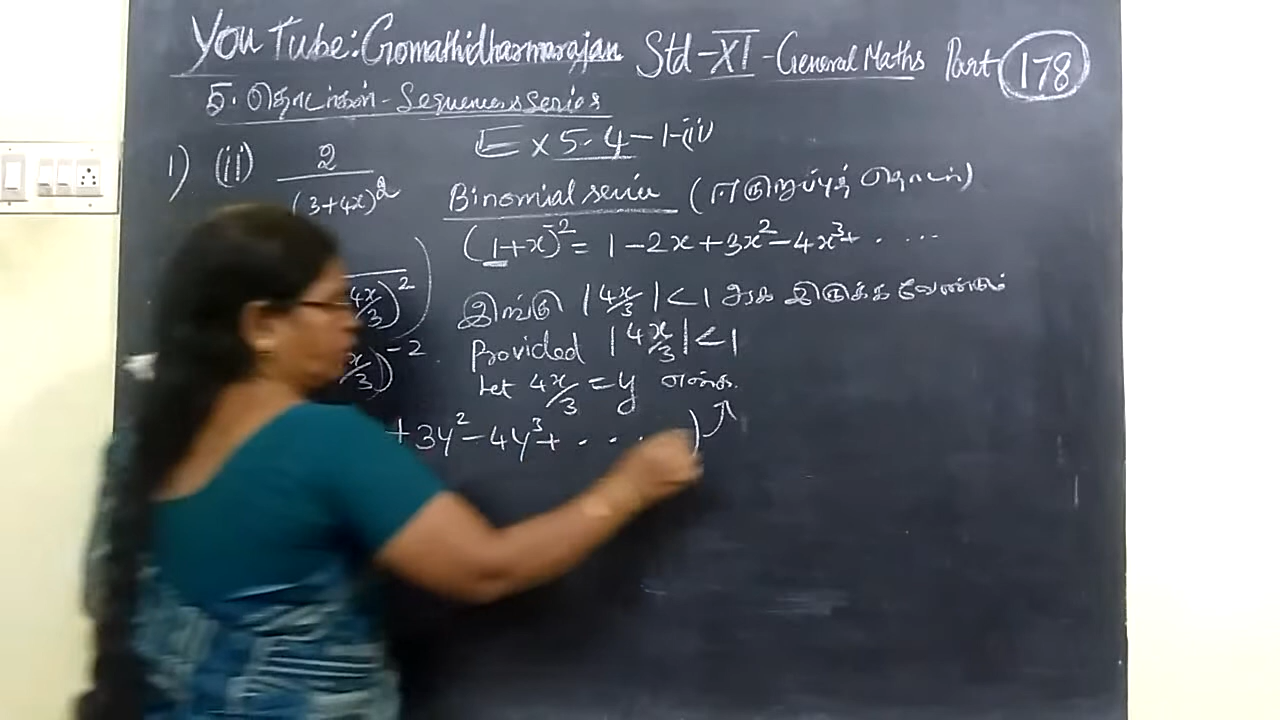 YouTube: Gomathidharmarajan Std-XI-General Maths Part 178
5. தொடர்கள் - Sequences & series
Ex 5.4-1-(ii)
1) (ii) 2/(3+4x)²
Binomial series (ஈருறுப்புத் தொடர்)
(1+x)⁻² = 1-2x+3x²-4x³+.....
4x/3)²)
இங்கு |4x/3|<1 ஆக இருக்க வேண்டும்
x/3)⁻²
Provided |4x/3|<1
Let 4x/3 = y என்க.
+3y²-4y³+....)